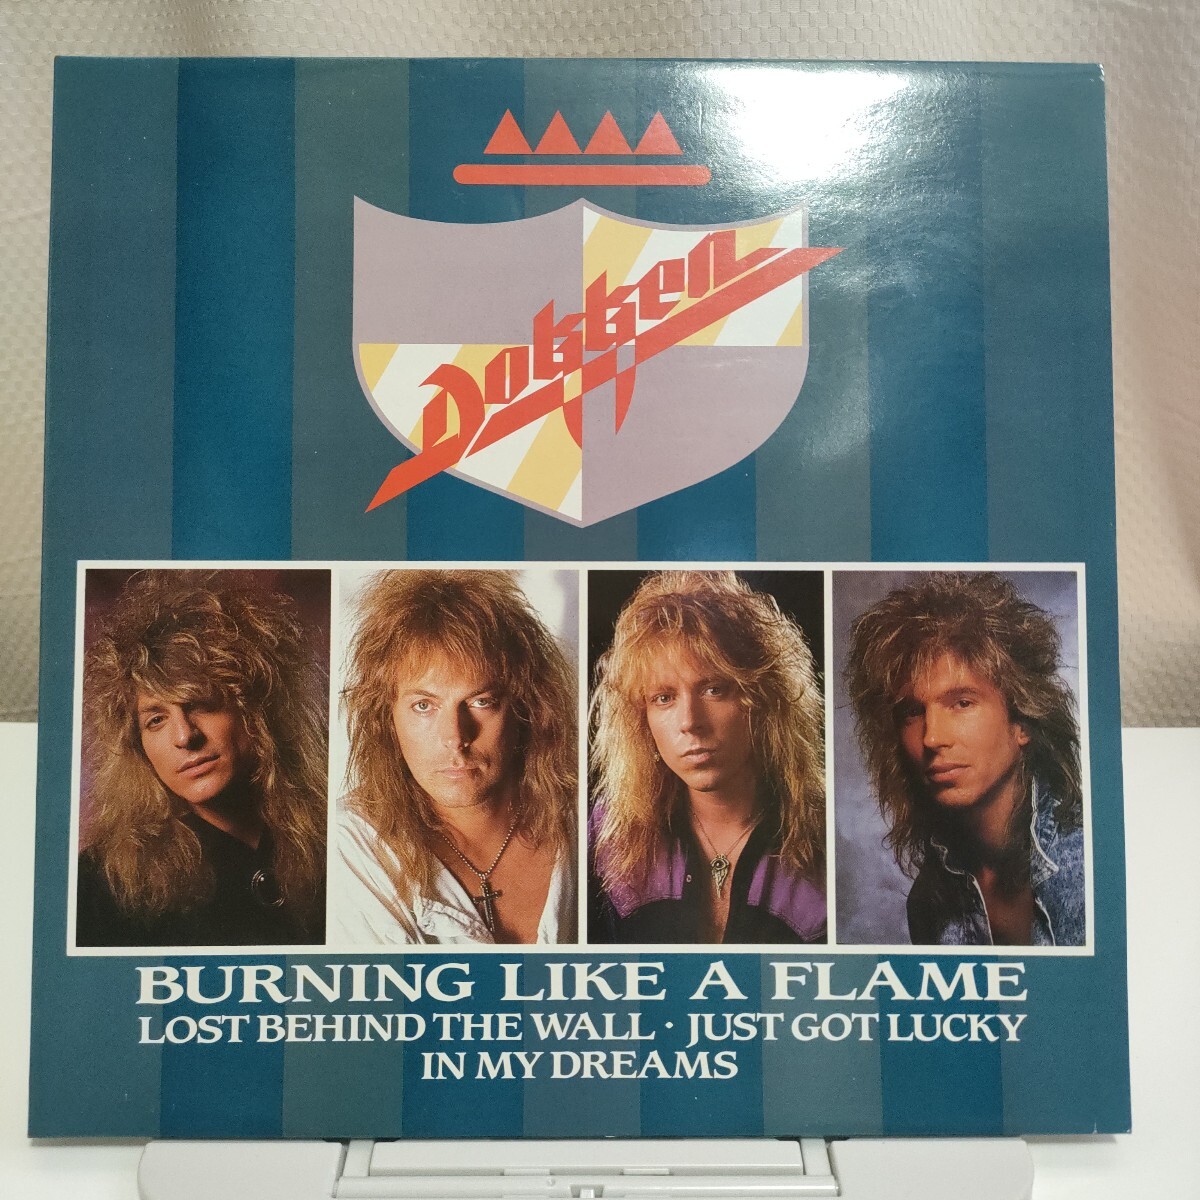 Dokken
BURNING LIKE A FLAME
LOST BEHIND THE WALL · JUST GOT LUCKY
IN MY DREAMS